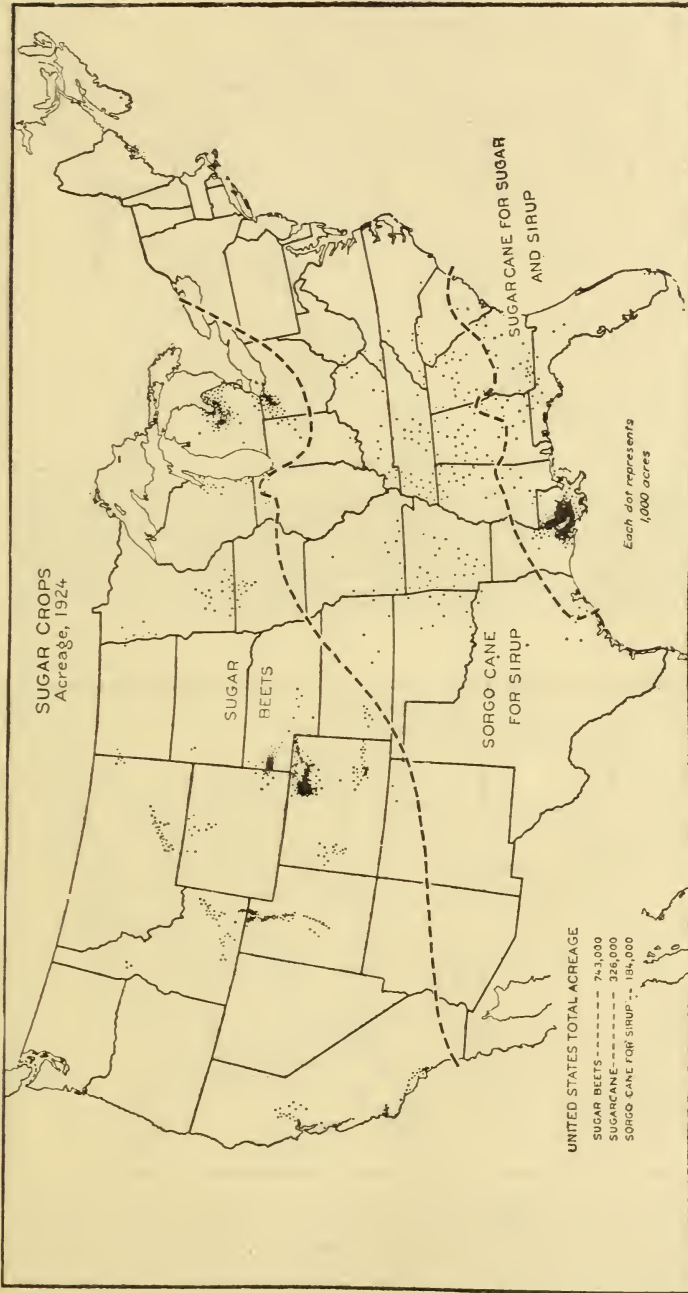 SUGAR CROPS
Acreage, 1924
SUGAR
BEETS
SORGO CANE
FOR SIRUP
SUGARCANE FOR SUGAR
AND SIRUP
Each dot represents
1,000 acres
UNITED STATES TOTAL ACREAGE
SUGAR BEETS------- 743,000
SUGARCANE-------- 326,000
SORGO CANE FOR SIRUP -- 184,000